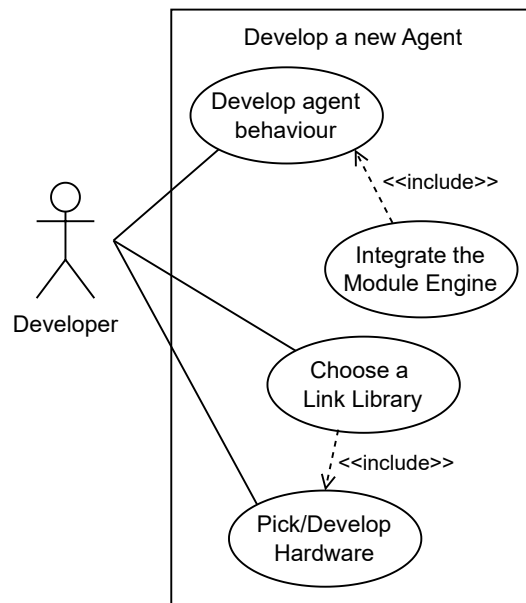 Develop a new Agent
Develop agent
behaviour
<<include>>
Integrate the
Module Engine
Developer
Choose a
Link Library
<<include>>
Pick/Develop
Hardware